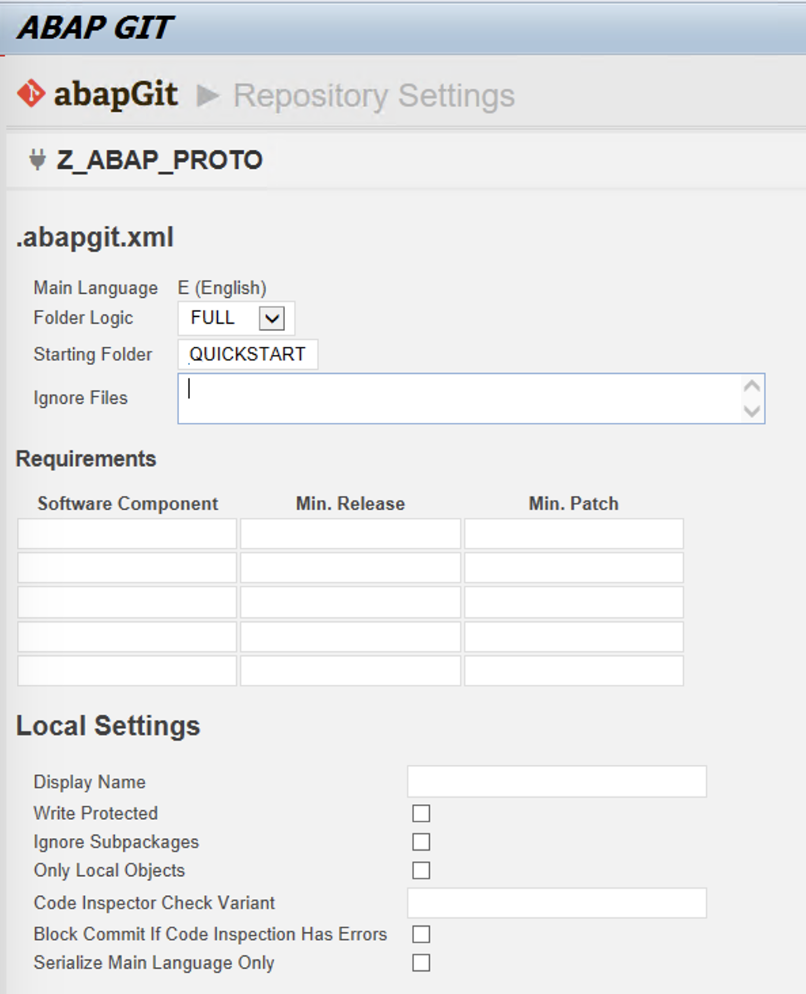 ABAP GIT
abapGit Repository Settings
Z_ABAP_PROTO
.abapgit.xml
Main Language E (English)
Folder Logic FULL
Starting Folder QUICKSTART
Ignore Files
Requirements
Software Component Min. Release Min. Patch
Local Settings
Display Name
Write Protected
Ignore Subpackages
Only Local Objects
Code Inspector Check Variant
Block Commit If Code Inspection Has Errors
Serialize Main Language Only